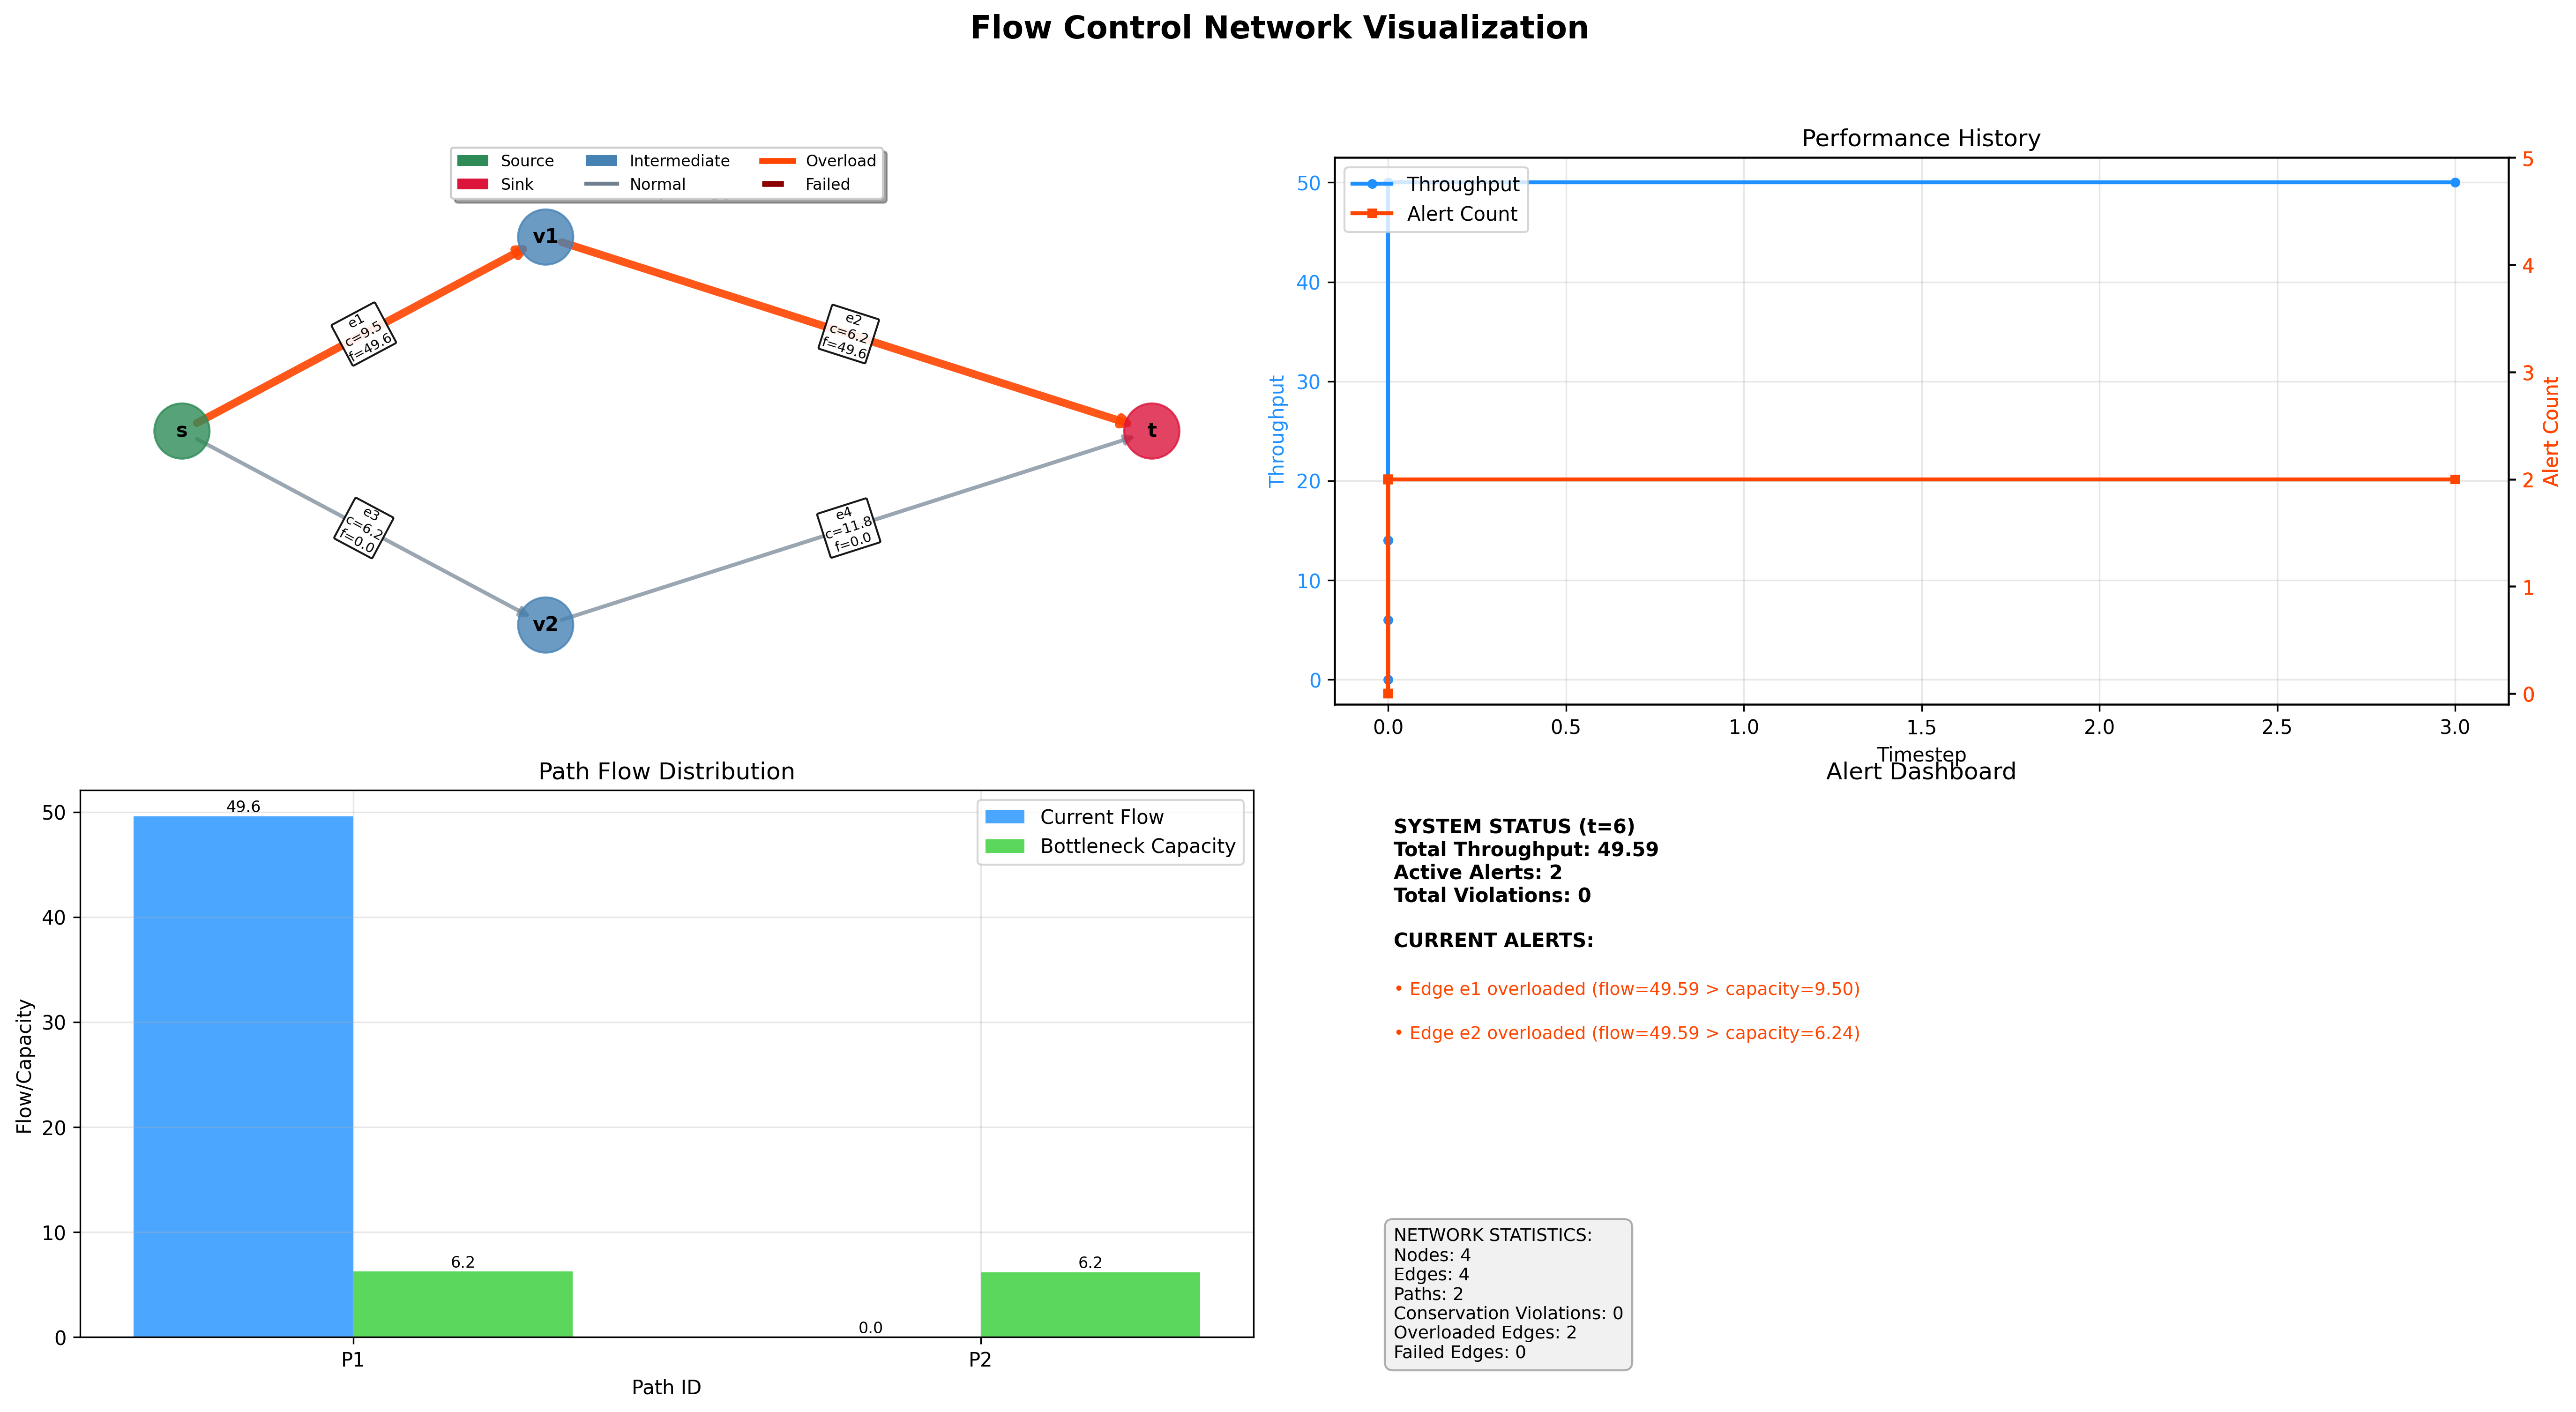 Flow Control Network Visualization
Source
Intermediate
Overload
Sink
Normal
Failed
v1
e1
c=9.5
f=49.6
e2
c=6.2
f=49.6
s
t
e3
c=6.2
f=0.0
e4
c=11.8
f=0.0
v2
Performance History
Throughput
Alert Count
50
40
30
20
10
0
Throughput
5
4
3
2
1
0
Alert Count
0.0
0.5
1.0
1.5
2.0
2.5
3.0
Timestep
Path Flow Distribution
Current Flow
Bottleneck Capacity
49.6
6.2
0.0
6.2
50
40
30
20
10
0
Flow/Capacity
P1
P2
Path ID
Alert Dashboard
SYSTEM STATUS (t=6)
Total Throughput: 49.59
Active Alerts: 2
Total Violations: 0
CURRENT ALERTS:
• Edge e1 overloaded (flow=49.59 > capacity=9.50)
• Edge e2 overloaded (flow=49.59 > capacity=6.24)
NETWORK STATISTICS:
Nodes: 4
Edges: 4
Paths: 2
Conservation Violations: 0
Overloaded Edges: 2
Failed Edges: 0